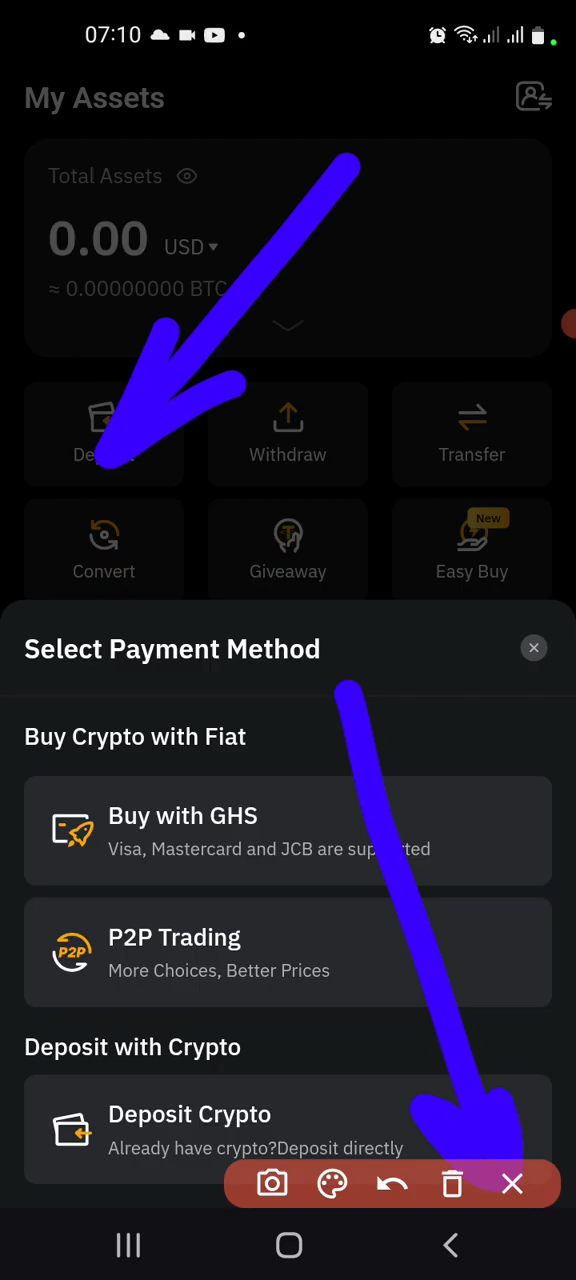 07:10
My Assets
Total Assets
0.00 USD
≈ 0.00000000 BTC
Withdraw
Transfer
New
Convert
Giveaway
Easy Buy
Select Payment Method
Buy Crypto with Fiat
Buy with GHS
Visa, Mastercard and JCB are supported
P2P
P2P Trading
More Choices, Better Prices
Deposit with Crypto
Deposit Crypto
Already have crypto?Deposit directly